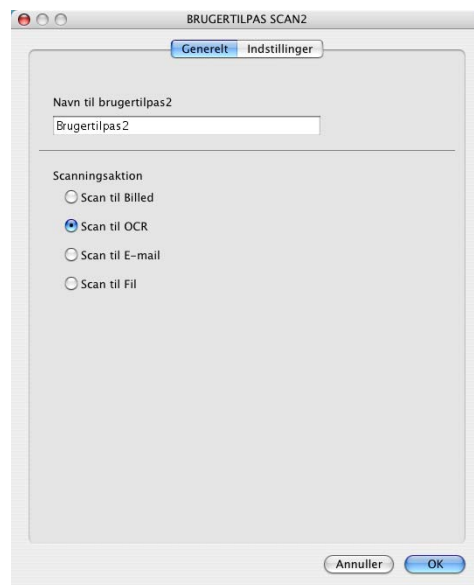 BRUGERTILPAS SCAN2
Generelt Indstillinger
Navn til brugertilpas2
Brugertilpas2
Scanningsaktion
Scan til Billed
Scan til OCR
Scan til E-mail
Scan til Fil
Annuller OK